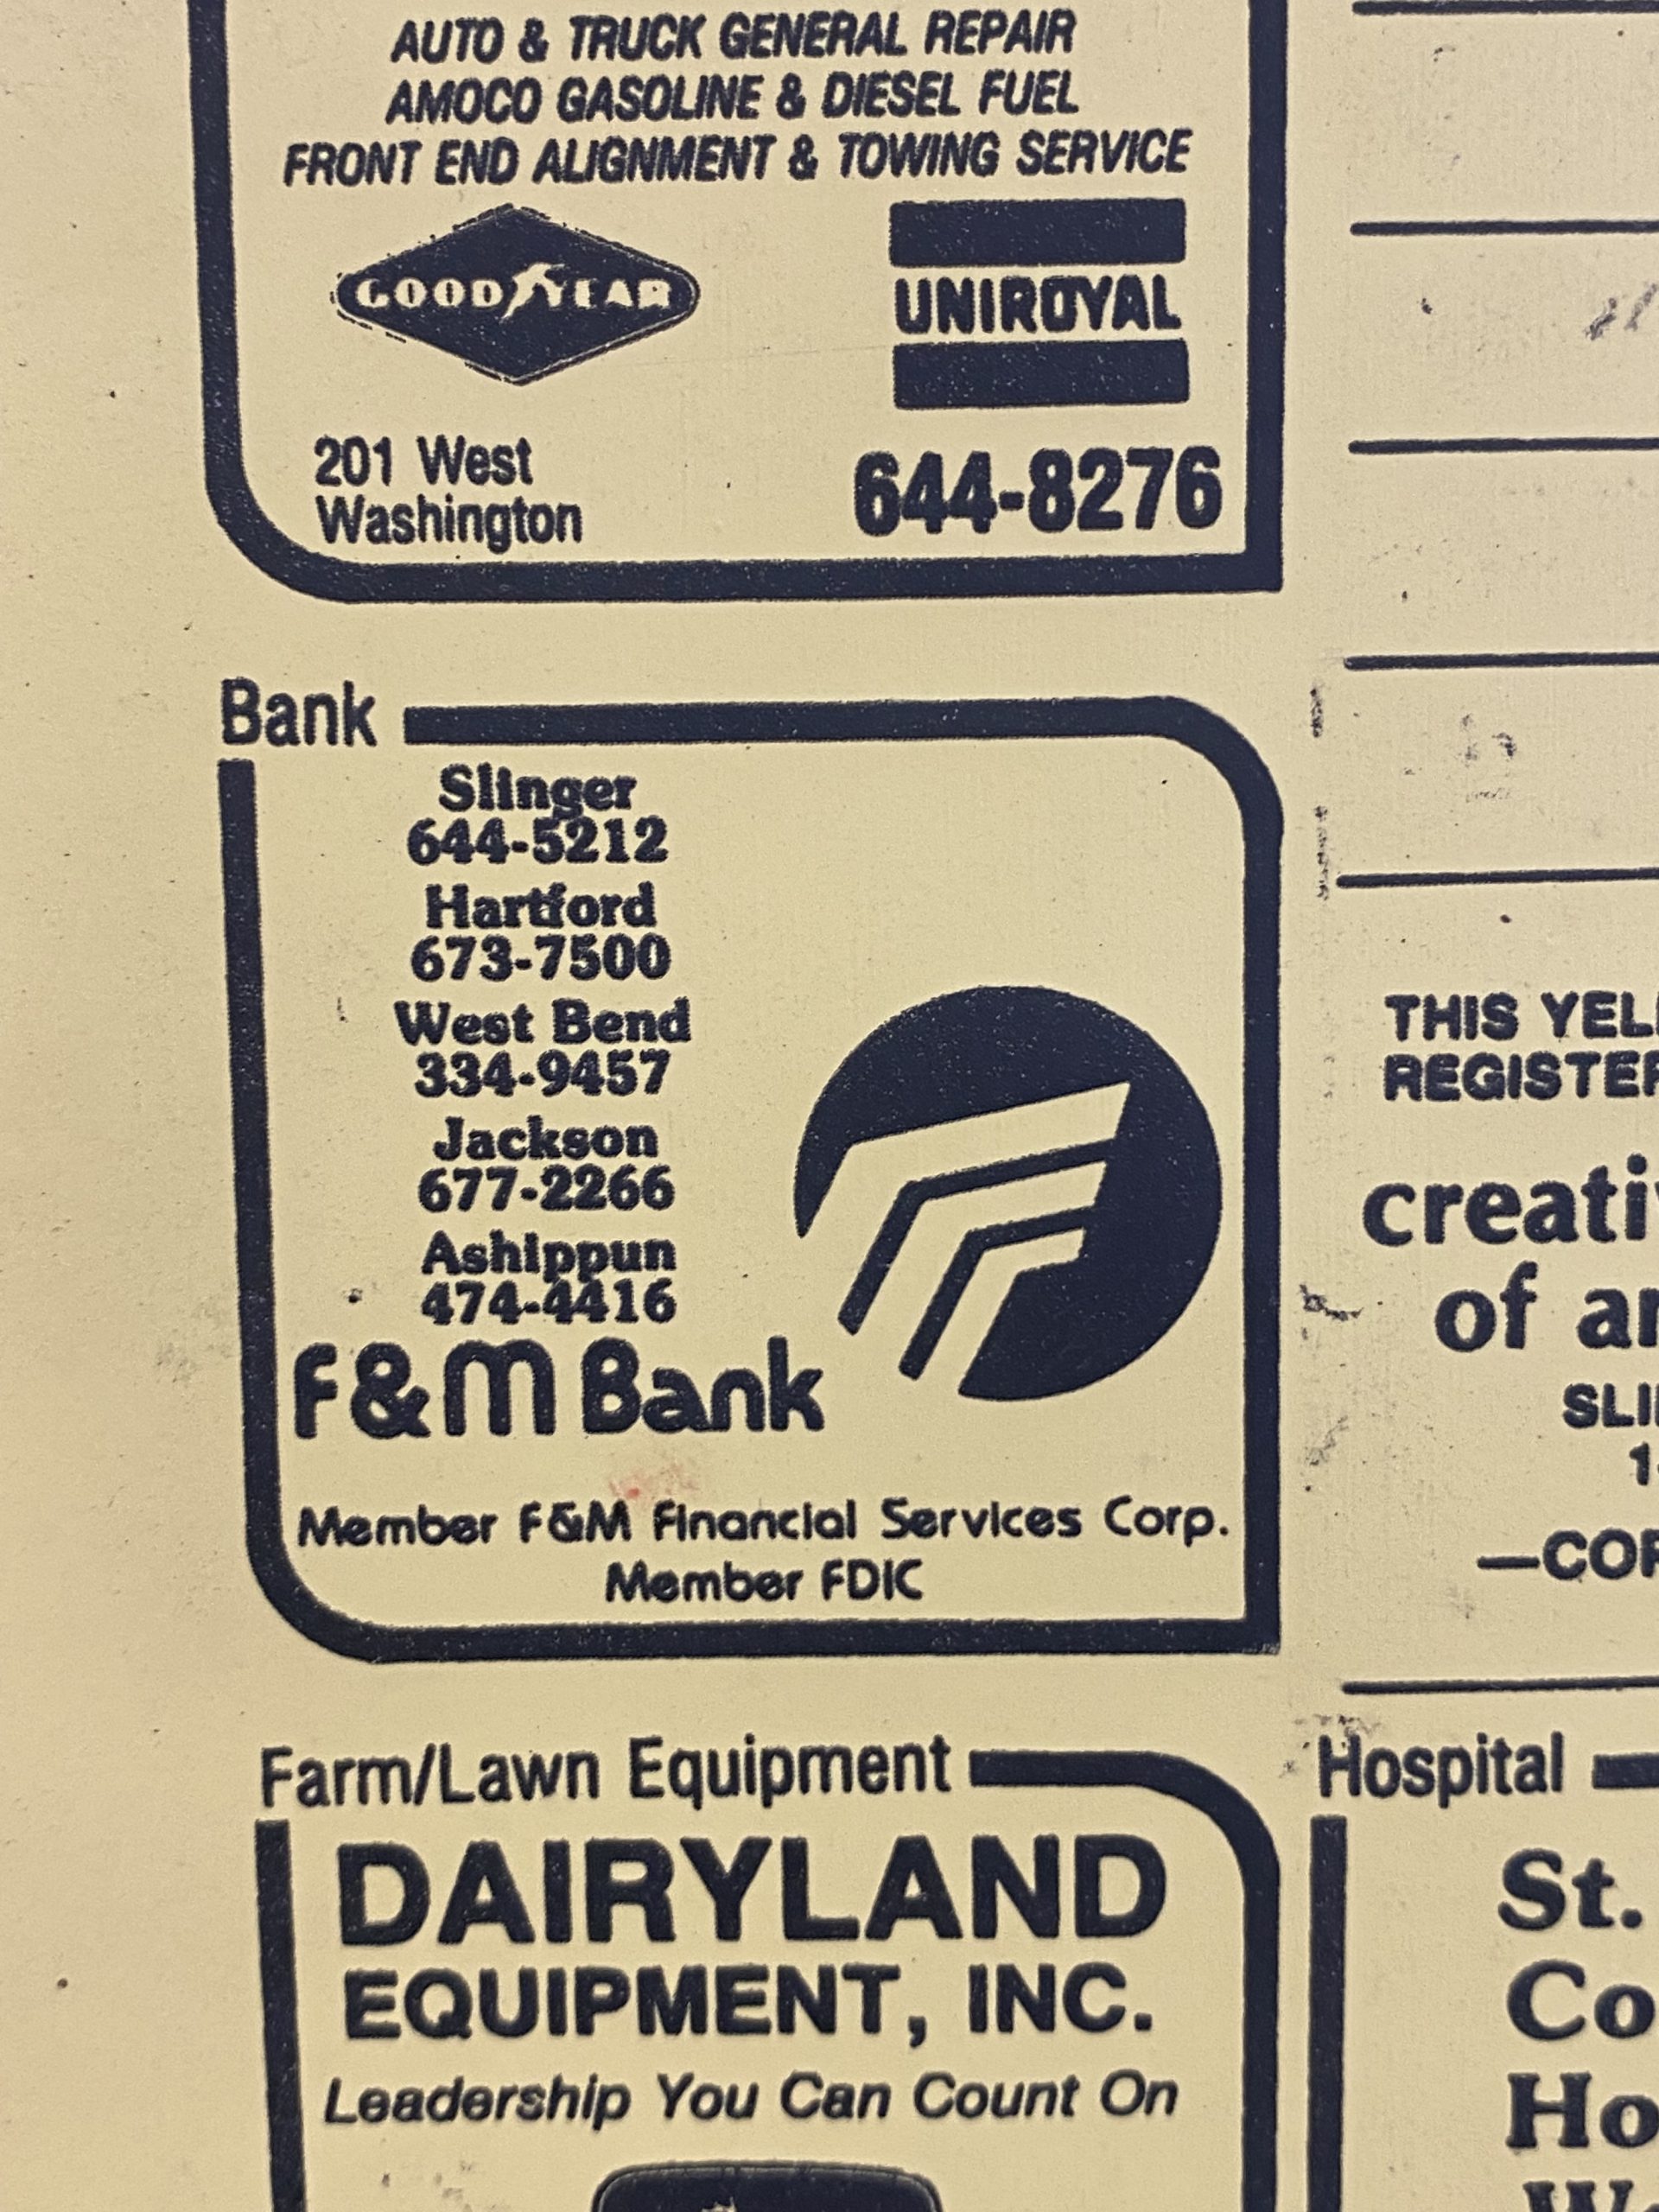 AUTO & TRUCK GENERAL REPAIR
AMOCO GASOLINE & DIESEL FUEL
FRONT END ALIGNMENT & TOWING SERVICE
GOODYEAR
UNIROYAL
201 West
Washington
644-8276
Bank
Slinger
644-5212
Hartford
673-7500
West Bend
334-9457
Jackson
677-2266
Ashippun
474-4416
F&M Bank
Member F&M Financial Services Corp.
Member FDIC
Farm/Lawn Equipment
DAIRYLAND
EQUIPMENT, INC.
Leadership You Can Count On
THIS YEL
REGISTER
creati
of a
SLI
—COR
Hospital
St.
Co
Ho